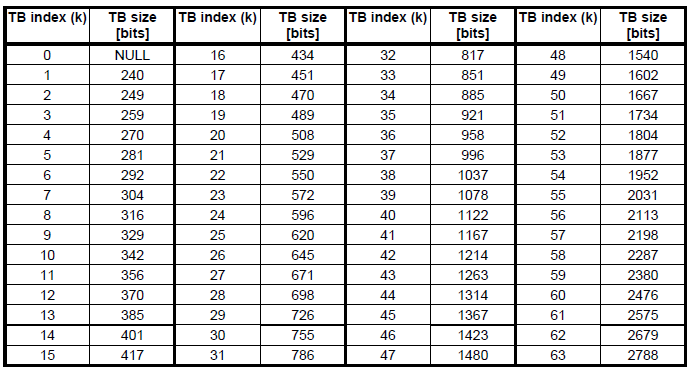 TB index (k) TB size [bits] TB index (k) TB size [bits] TB index (k) TB size [bits] TB index (k) TB size [bits]
0 NULL 16 434 32 817 48 1540
1 240 17 451 33 851 49 1602
2 249 18 470 34 885 50 1667
3 259 19 489 35 921 51 1734
4 270 20 508 36 958 52 1804
5 281 21 529 37 996 53 1877
6 292 22 550 38 1037 54 1952
7 304 23 572 39 1078 55 2031
8 316 24 596 40 1122 56 2113
9 329 25 620 41 1167 57 2198
10 342 26 645 42 1214 58 2287
11 356 27 671 43 1263 59 2380
12 370 28 698 44 1314 60 2476
13 385 29 726 45 1367 61 2575
14 401 30 755 46 1423 62 2679
15 417 31 786 47 1480 63 2788